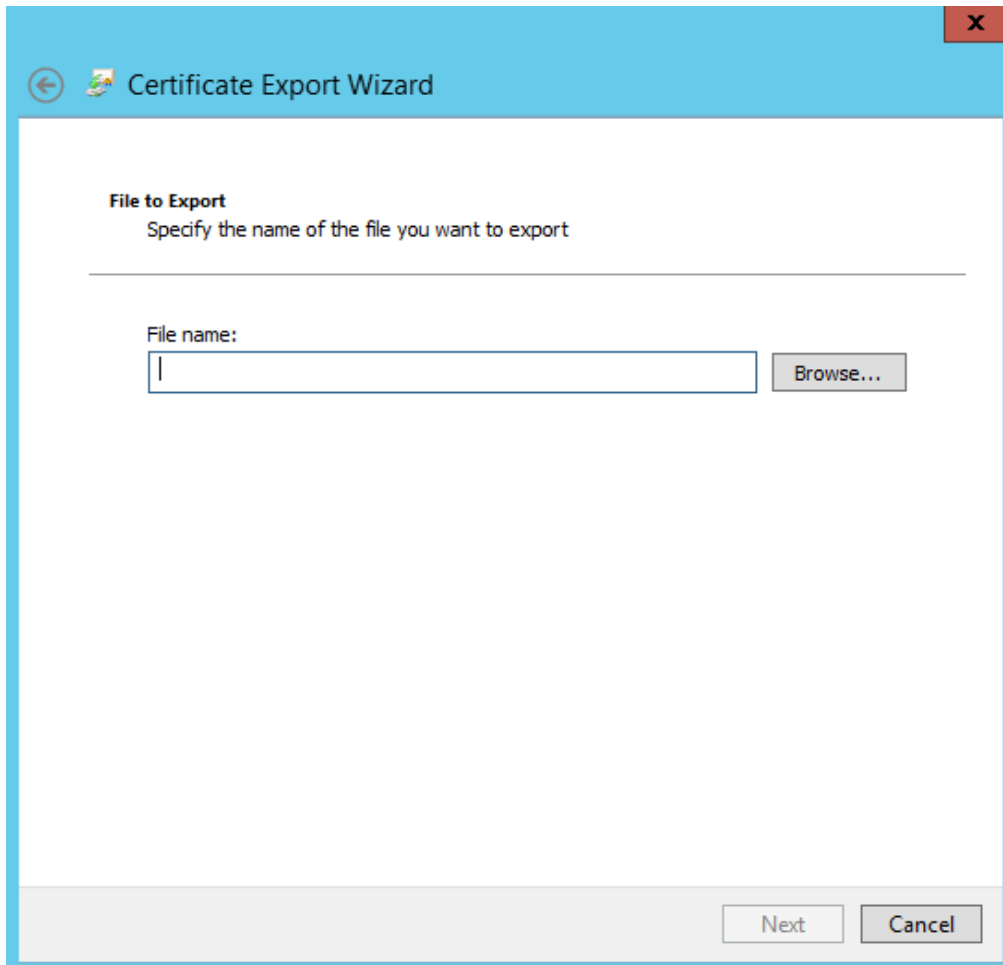 x
Certificate Export Wizard
File to Export
Specify the name of the file you want to export
File name:
Browse...
Next
Cancel